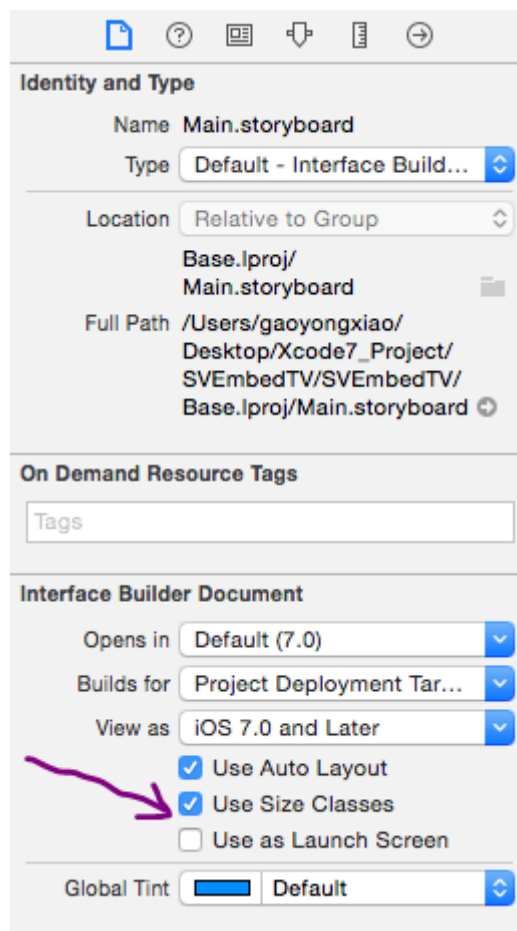 Identity and Type
Name Main.storyboard
Type Default - Interface Build...
Location Relative to Group
Base.lproj/
Main.storyboard
Full Path /Users/gaoyongxiao/
Desktop/Xcode7_Project/
SVEmbedTV/SVEmbedTV/
Base.lproj/Main.storyboard
On Demand Resource Tags
Tags
Interface Builder Document
Opens in Default (7.0)
Builds for Project Deployment Tar...
View as iOS 7.0 and Later
Use Auto Layout
Use Size Classes
Use as Launch Screen
Global Tint Default